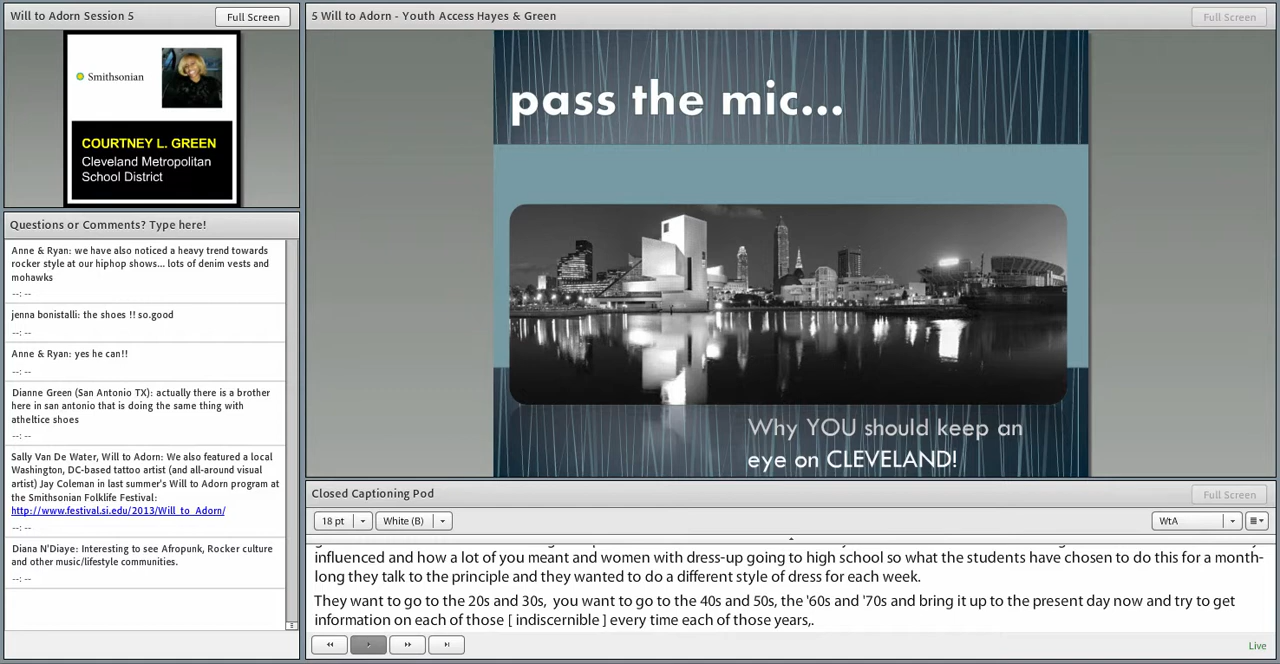 Will to Adorn Session 5
Full Screen
Smithsonian
COURTNEY L. GREEN
Cleveland Metropolitan
School District
Questions or Comments? Type here!
Anne & Ryan: we have also noticed a heavy trend towards
rocker style at our hiphop shows... lots of denim vests and
mohawks
--: --
jenna bonistalli: the shoes !! so.good
--: --
Anne & Ryan: yes he can!!
--: --
Dianne Green (San Antonio TX): actually there is a brother
here in san antonio that is doing the same thing with
atheltice shoes
--: --
Sally Van De Water, Will to Adorn: We also featured a local
Washington, DC-based tattoo artist (and all-around visual
artist) Jay Coleman in last summer's Will to Adorn program at
the Smithsonian Folklife Festival:
http://www.festival.si.edu/2013/Will_to_Adorn/
--: --
Diana N'Diaye: Interesting to see Afropunk, Rocker culture
and other music/lifestyle communities.
--: --
5 Will to Adorn - Youth Access Hayes & Green
Full Screen
pass the mic...
Why YOU should keep an
eye on CLEVELAND!
Closed Captioning Pod
Full Screen
18 pt
White (B)
WtA
influenced and how a lot of you meant and women with dress-up going to high school so what the students have chosen to do this for a month-
long they talk to the principle and they wanted to do a different style of dress for each week.
They want to go to the 20s and 30s, you want to go to the 40s and 50s, the '60s and '70s and bring it up to the present day now and try to get
information on each of those [ indiscernible ] every time each of those years,.
Live